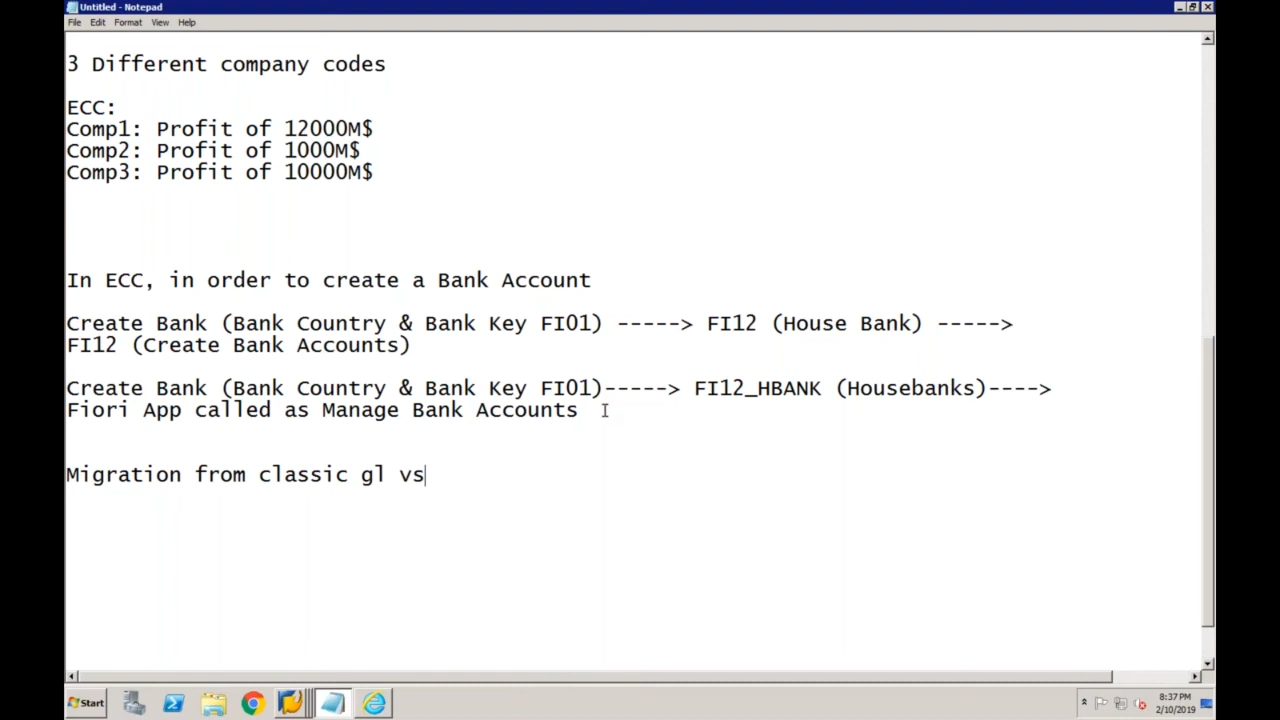 Untitled - Notepad
File Edit Format View Help
3 Different company codes
ECC:
Comp1: Profit of 12000M$
Comp2: Profit of 1000M$
Comp3: Profit of 10000M$
In ECC, in order to create a Bank Account
Create Bank (Bank Country & Bank Key FI01) -----> FI12 (House Bank) ----->
FI12 (Create Bank Accounts)
Create Bank (Bank Country & Bank Key FI01)-----> FI12_HBANK (Housebanks)---->
Fiori App called as Manage Bank Accounts
Migration from classic gl vs
Start
8:37 PM
2/10/2019